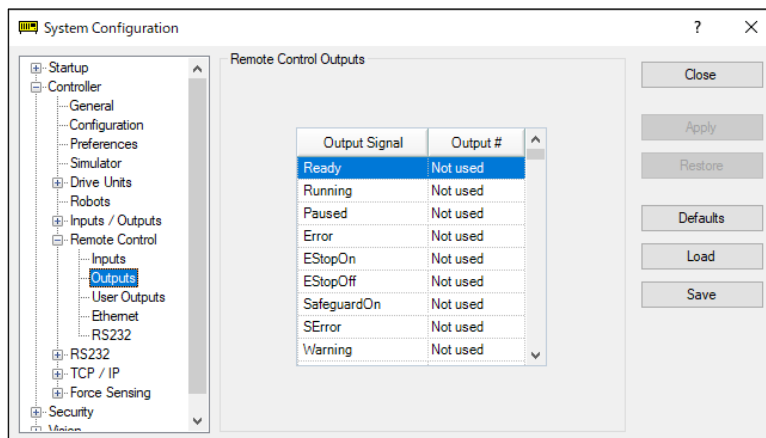 System Configuration
?
Startup
Controller
General
Configuration
Preferences
Simulator
Drive Units
Robots
Inputs / Outputs
Remote Control
Inputs
Outputs
User Outputs
Ethernet
RS232
RS232
TCP / IP
Force Sensing
Security
Vision
Remote Control Outputs
Output Signal Output #
Ready Not used
Running Not used
Paused Not used
Error Not used
EStopOn Not used
EStopOff Not used
SafeguardOn Not used
SError Not used
Warning Not used
Close
Apply
Restore
Defaults
Load
Save